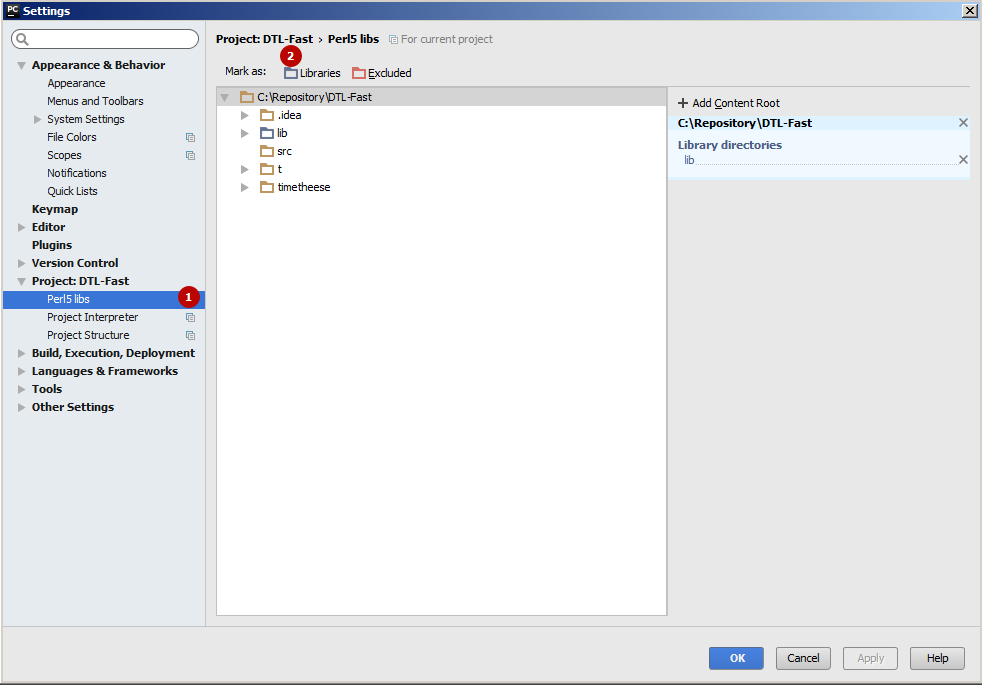 PC Settings
Project: DTL-Fast › Perl5 libs For current project
Appearance & Behavior
Appearance
Menus and Toolbars
System Settings
File Colors
Scopes
Notifications
Quick Lists
Keymap
Editor
Plugins
Version Control
Project: DTL-Fast
Perl5 libs 1
Project Interpreter
Project Structure
Build, Execution, Deployment
Languages & Frameworks
Tools
Other Settings
2
Mark as: Libraries Excluded
C:\Repository\DTL-Fast
.idea
lib
src
t
timetheese
+ Add Content Root
C:\Repository\DTL-Fast
Library directories
lib
OK Cancel Apply Help